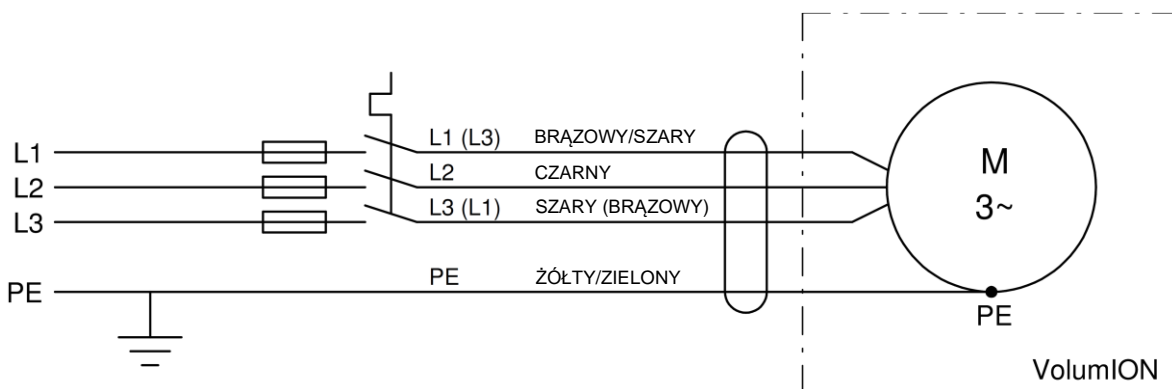 L1
L2
L3
PE
L1 (L3) BRĄZOWY/SZARY
L2 CZARNY
L3 (L1) SZARY (BRĄZOWY)
PE ŻÓŁTY/ZIELONY
M
3~
PE
VolumION